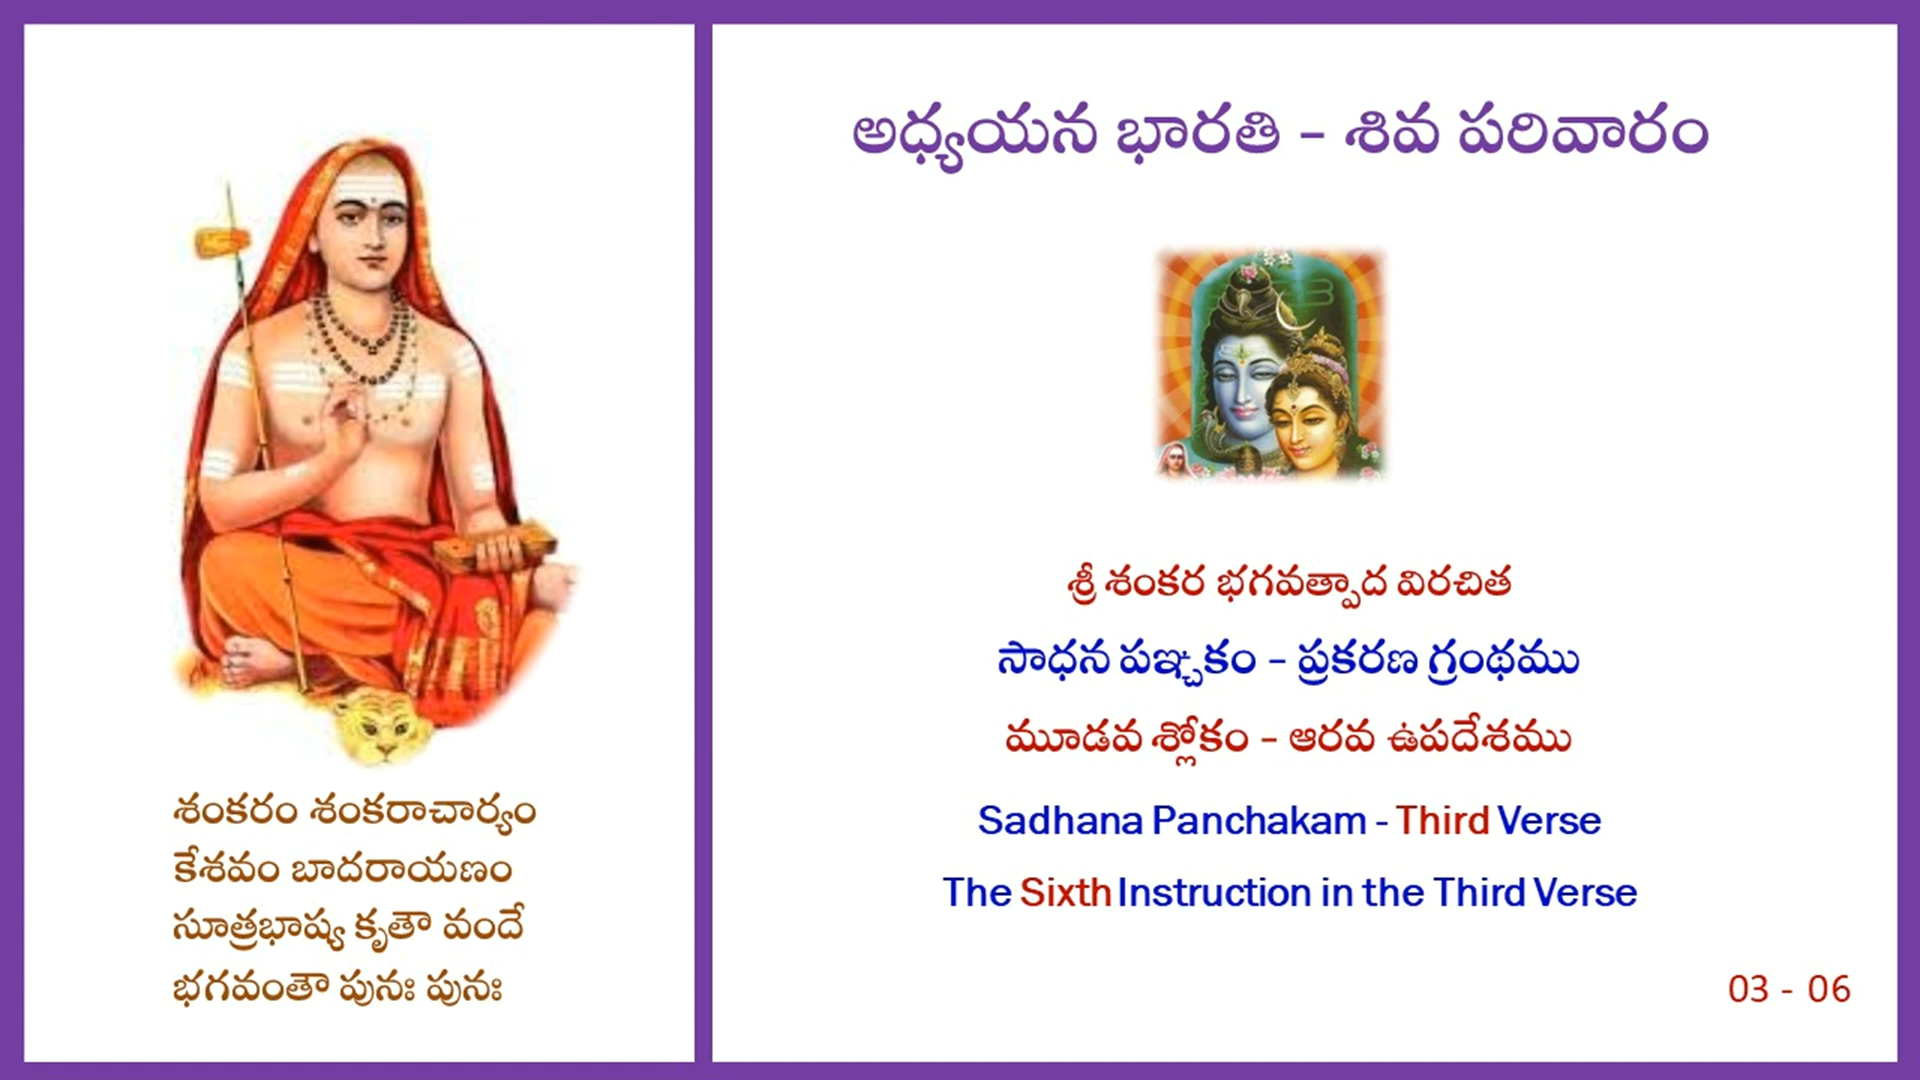 శంకరం శంకరాచార్యం
కేశవం బాదరాయణం
సూత్రభాష్య కృతౌ వందే
భగవంతౌ పునః పునః
అధ్యయన భారతి – శివ పరివారం
శ్రీ శంకర భగవత్పాద విరచిత
సాధన పఞ్చకం – ప్రకరణ గ్రంథము
మూడవ శ్లోకం – ఆరవ ఉపదేశము
Sadhana Panchakam - Third Verse
The Sixth Instruction in the Third Verse
03 - 06